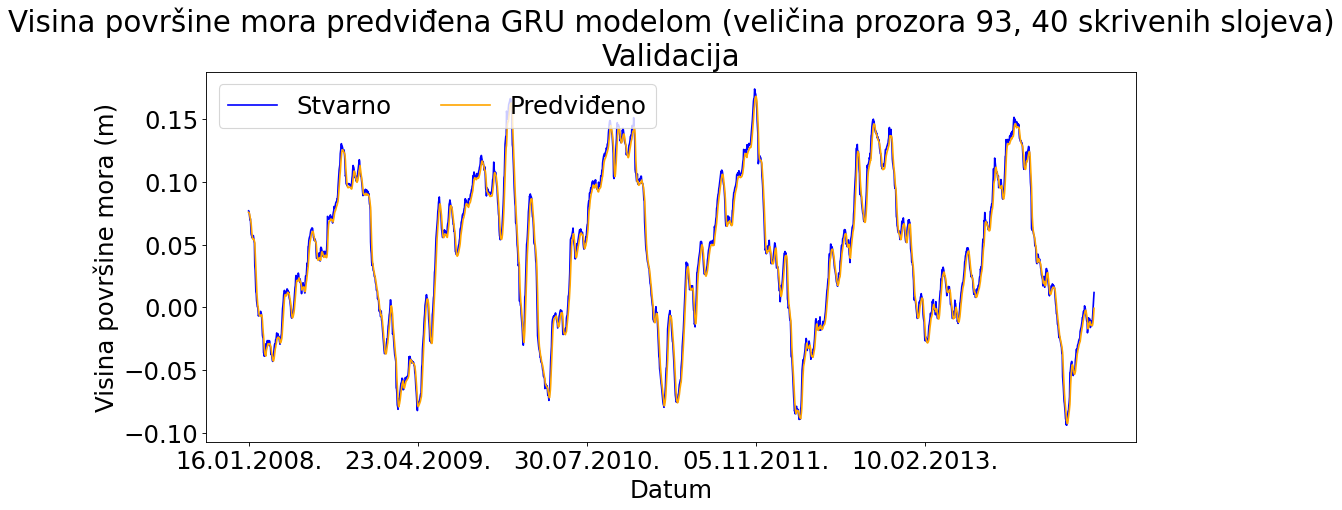 Visina površine mora predviđena GRU modelom (veličina prozora 93, 40 skrivenih slojeva)
Validacija
Stvarno Predviđeno
Visina površine mora (m)
0.15
0.10
0.05
0.00
−0.05
−0.10
16.01.2008. 23.04.2009. 30.07.2010. 05.11.2011. 10.02.2013.
Datum